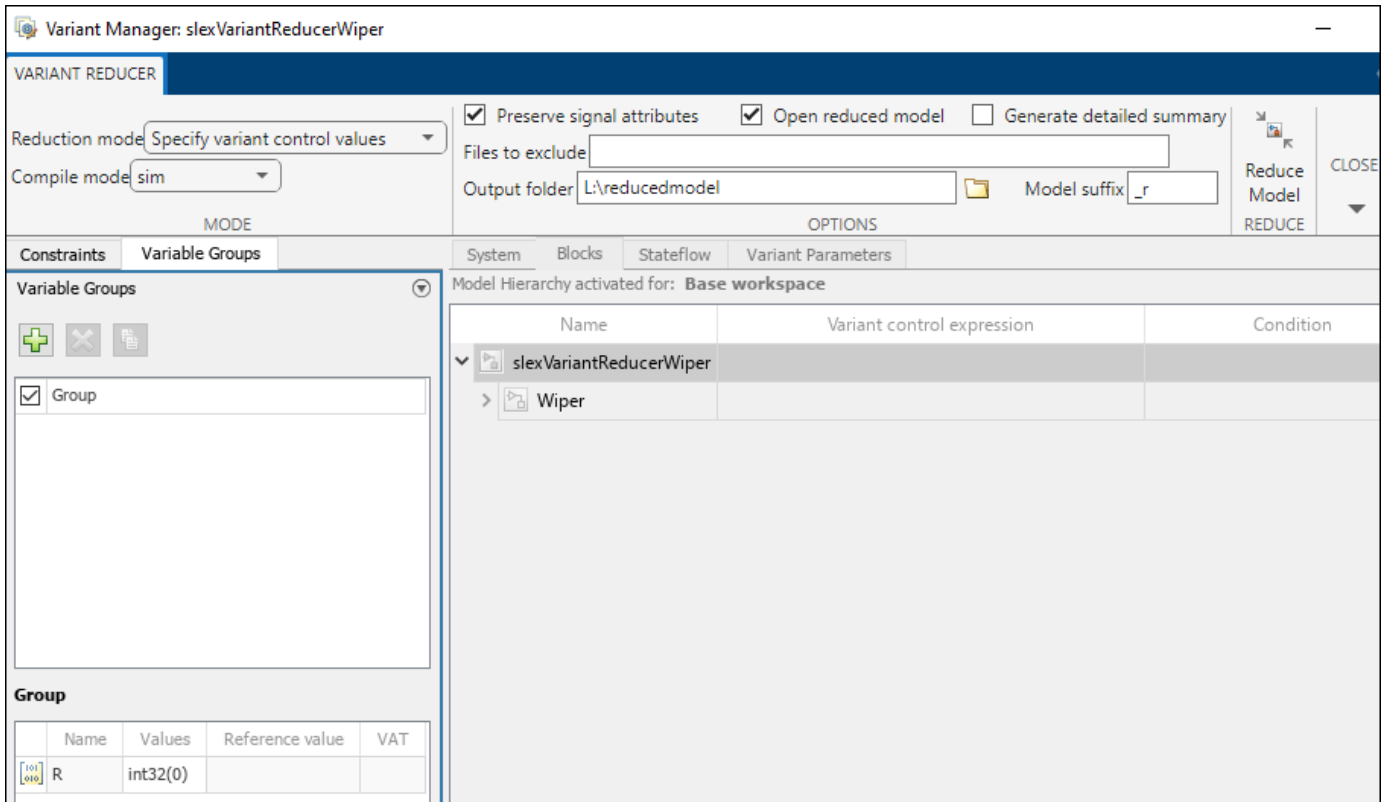 Variant Manager: slexVariantReducerWiper
VARIANT REDUCER
Reduction mode Specify variant control values
Compile mode sim
MODE
Preserve signal attributes Open reduced model Generate detailed summary
Files to exclude
Output folder L:\reducedmodel Model suffix _r
OPTIONS
Reduce
Model
REDUCE
CLOSE
Constraints Variable Groups
Variable Groups
Group
Group
Name Values Reference value VAT
R int32(0)
System Blocks Stateflow Variant Parameters
Model Hierarchy activated for: Base workspace
Name Variant control expression Condition
slexVariantReducerWiper
Wiper